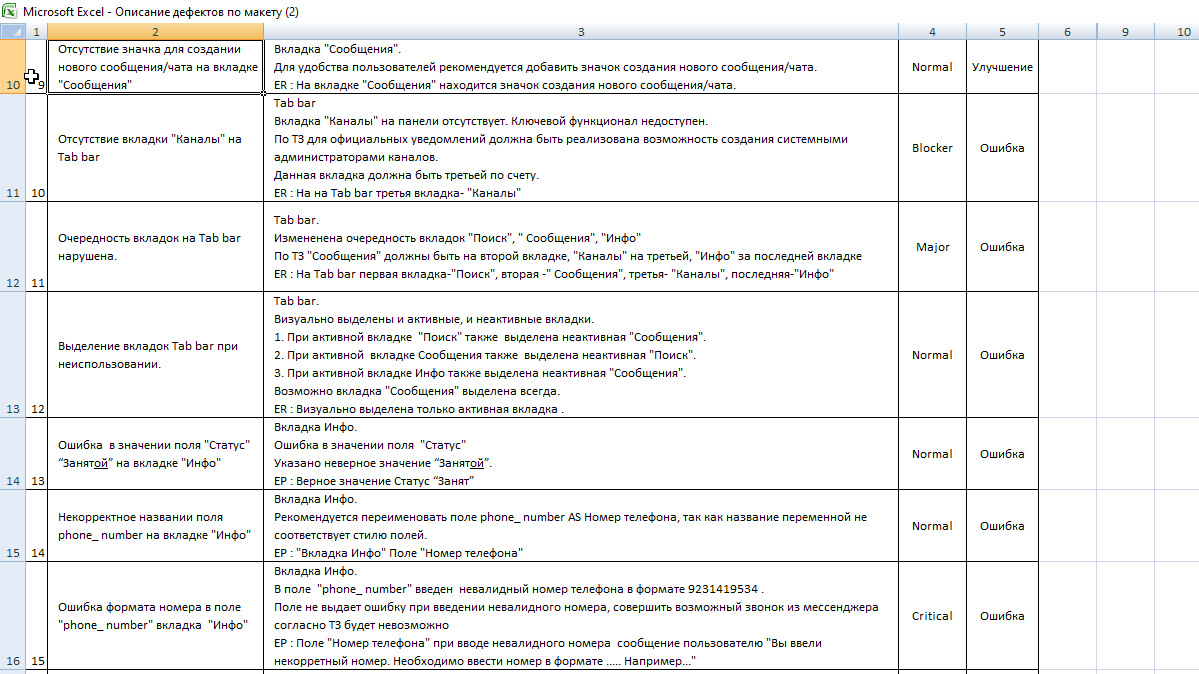 Microsoft Excel - Описание дефектов по макету (2)
1 2 3 4 5 6 7 8 9 10
Отсутствие значка для создания
нового сообщения/чата на вкладке
"Сообщения"
Вкладка "Сообщения".
Для удобства пользователей рекомендуется добавить значок создания нового сообщения/чата.
ER : На вкладке "Сообщения" находится значок создания нового сообщения/чата.
Normal
Улучшение
10 9
Отсутствие вкладки "Каналы" на
Tab bar
Tab bar
Вкладка "Каналы" на панели отсутствует. Ключевой функционал недоступен.
По ТЗ для официальных уведомлений должна быть реализована возможность создания системными
администраторами каналов.
Данная вкладка должна быть третьей по счету.
ER : На на Tab bar третья вкладка- "Каналы"
Blocker
Ошибка
11 10
Очередность вкладок на Tab bar
нарушена.
Tab bar.
Измененена очередность вкладок "Поиск", " Сообщения", "Инфо"
По ТЗ "Сообщения" должны быть на второй вкладке, "Каналы" на третьей, "Инфо" за последней вкладке
ER : На Tab bar первая вкладка-"Поиск", вторая -" Сообщения", третья- "Каналы", последняя-"Инфо"
Major
Ошибка
12 11
Выделение вкладок Tab bar при
неиспользовании.
Tab bar.
Визуально выделены и активные, и неактивные вкладки.
1. При активной вкладке  "Поиск" также  выделена неактивная "Сообщения".
2. При активной  вкладке Сообщения также  выделена неактивная "Поиск".
3. При активной вкладке Инфо также выделена неактивная "Сообщения".
Возможно вкладка "Сообщения" выделена всегда.
ER : Визуально выделена только активная вкладка .
Normal
Ошибка
13 12
Ошибка  в значении поля "Статус"
“Занятой” на вкладке "Инфо"
Вкладка Инфо.
Ошибка в значении поля  "Статус"
Указано неверное значение “Занятой”.
ЕР : Верное значение Статус “Занят”
Normal
Ошибка
14 13
Некорректное названии поля
phone_ number на вкладке "Инфо"
Вкладка Инфо.
Рекомендуется переименовать поле phone_ number AS Номер телефона, так как название переменной не
соответствует стилю полей.
ЕР : "Вкладка Инфо" Поле "Номер телефона"
Normal
Ошибка
15 14
Ошибка формата номера в поле
"phone_ number" вкладка  "Инфо"
Вкладка Инфо.
В поле  "phone_ number" введен  невалидный номер телефона в формате 9231419534 .
Поле не выдает ошибку при введении невалидного номера, совершить возможный звонок из мессенджера
согласно ТЗ будет невозможно
ЕР : Поле "Номер телефона" при вводе невалидного номера  сообщение пользователю "Вы ввели
некорретный номер. Необходимо ввести номер в формате ..... Например..."
Critical
Ошибка
16 15